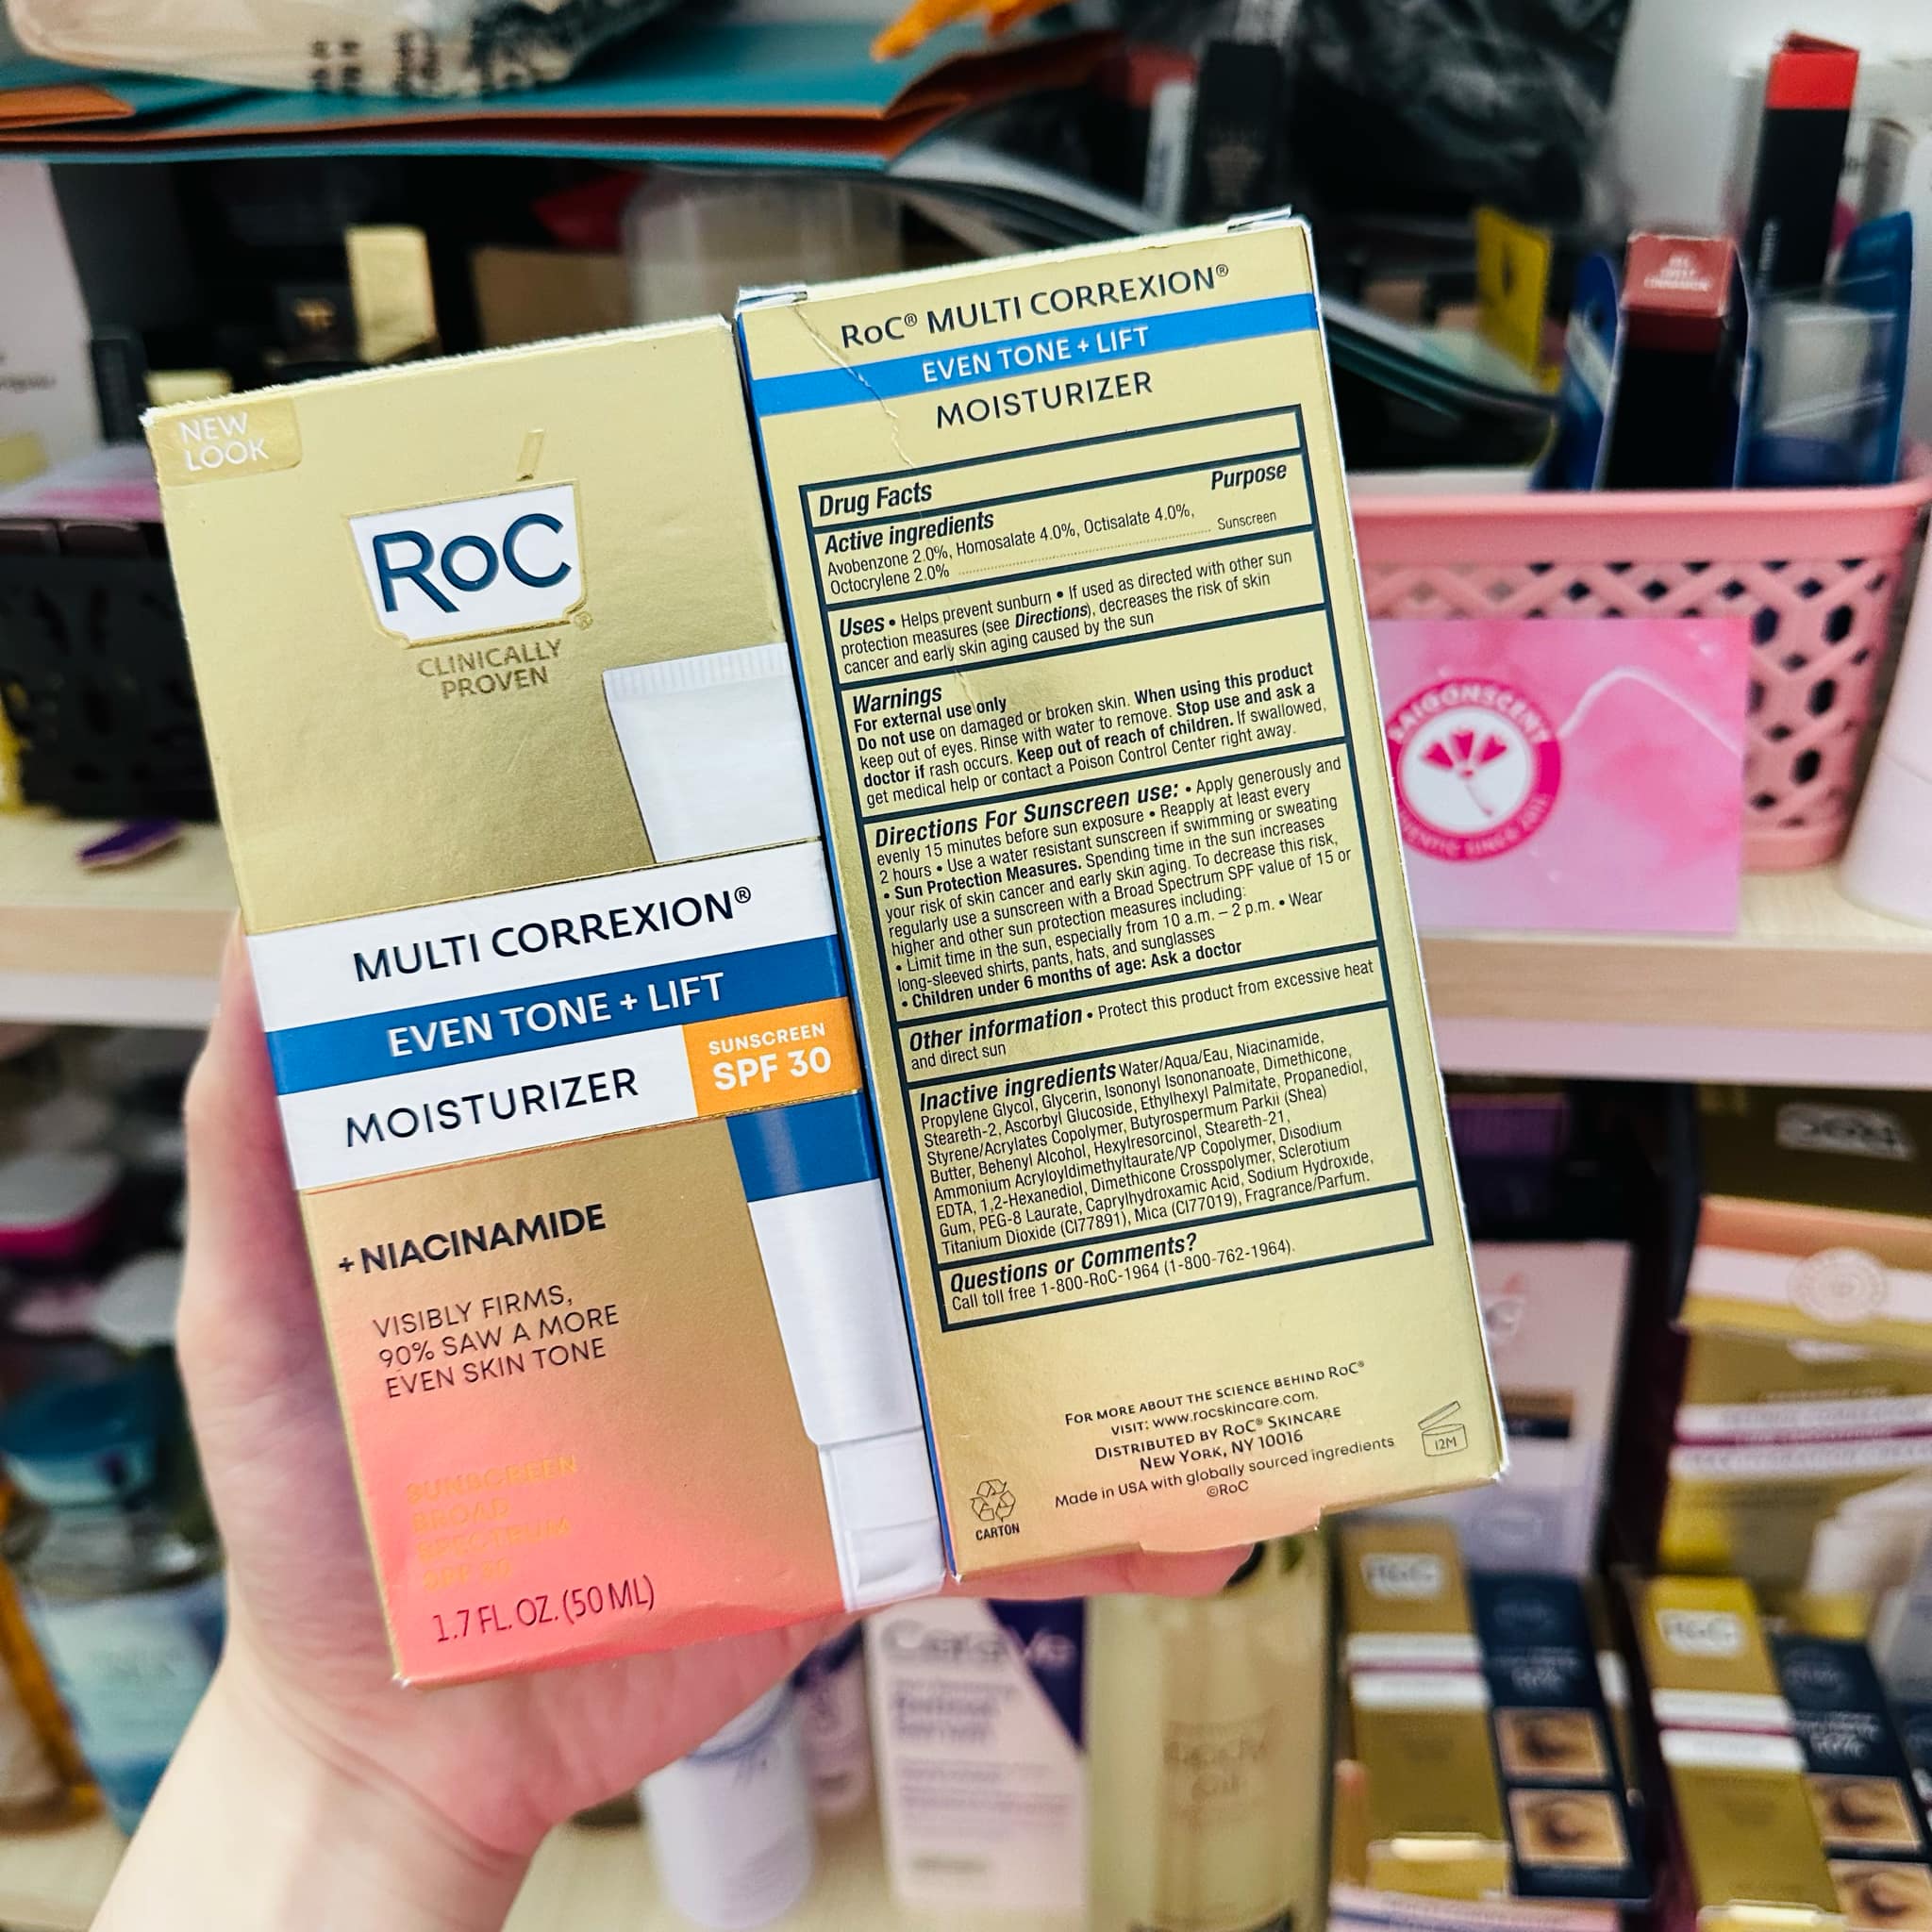 NEW
LOOK
RoC®
CLINICALLY
PROVEN
MULTI CORREXION®
EVEN TONE + LIFT
MOISTURIZER
SUNSCREEN
SPF 30
+ NIACINAMIDE
VISIBLY FIRMS,
90% SAW A MORE
EVEN SKIN TONE
SUNSCREEN
BROAD
SPECTRUM
SPF 30
1.7 FL. OZ. (50 ML)
RoC® MULTI CORREXION®
EVEN TONE + LIFT
MOISTURIZER
Drug Facts
Active ingredients Purpose
Avobenzone 2.0%, Homosalate 4.0%, Octisalate 4.0%,
Octocrylene 2.0% Sunscreen
Uses • Helps prevent sunburn • If used as directed with other sun
protection measures (see Directions), decreases the risk of skin
cancer and early skin aging caused by the sun
Warnings
For external use only
Do not use on damaged or broken skin. When using this product
keep out of eyes. Rinse with water to remove. Stop use and ask a
doctor if rash occurs. Keep out of reach of children. If swallowed,
get medical help or contact a Poison Control Center right away.
Directions For Sunscreen use: • Apply generously and
evenly 15 minutes before sun exposure • Reapply at least every
2 hours • Use a water resistant sunscreen if swimming or sweating
• Sun Protection Measures. Spending time in the sun increases
your risk of skin cancer and early skin aging. To decrease this risk,
regularly use a sunscreen with a Broad Spectrum SPF value of 15 or
higher and other sun protection measures including:
• Limit time in the sun, especially from 10 a.m. – 2 p.m. • Wear
long-sleeved shirts, pants, hats, and sunglasses
• Children under 6 months of age: Ask a doctor
Other information • Protect this product from excessive heat
and direct sun
Inactive ingredients Water/Aqua/Eau, Niacinamide,
Propylene Glycol, Glycerin, Isononyl Isononanoate, Dimethicone,
Steareth-2, Ascorbyl Glucoside, Ethylhexyl Palmitate, Propanediol,
Styrene/Acrylates Copolymer, Butyrospermum Parkii (Shea)
Butter, Behenyl Alcohol, Hexylresorcinol, Steareth-21,
Ammonium Acryloyldimethyltaurate/VP Copolymer, Disodium
EDTA, 1,2-Hexanediol, Dimethicone Crosspolymer, Sclerotium
Gum, PEG-8 Laurate, Caprylhydroxamic Acid, Sodium Hydroxide,
Titanium Dioxide (CI77891), Mica (CI77019), Fragrance/Parfum.
Questions or Comments?
Call toll free 1-800-RoC-1964 (1-800-762-1964).
FOR MORE ABOUT THE SCIENCE BEHIND RoC®
VISIT: www.rocskincare.com.
DISTRIBUTED BY RoC® SKINCARE
NEW YORK, NY 10016
Made in USA with globally sourced ingredients
©RoC
CARTON
12M
SAIGONSCENT
CeraVe
Retinol
Serum
RoC
RoC